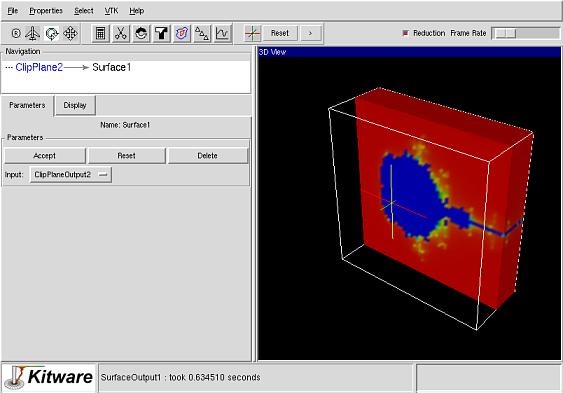 File Properties Select VTK Help
R Reset > Reduction Frame Rate
Navigation
ClipPlane2 Surface1
3D View
Parameters Display
Name: Surface1
Parameters
Accept Reset Delete
Input: ClipPlaneOutput2
Kitware SurfaceOutput1 : took 0.634510 seconds